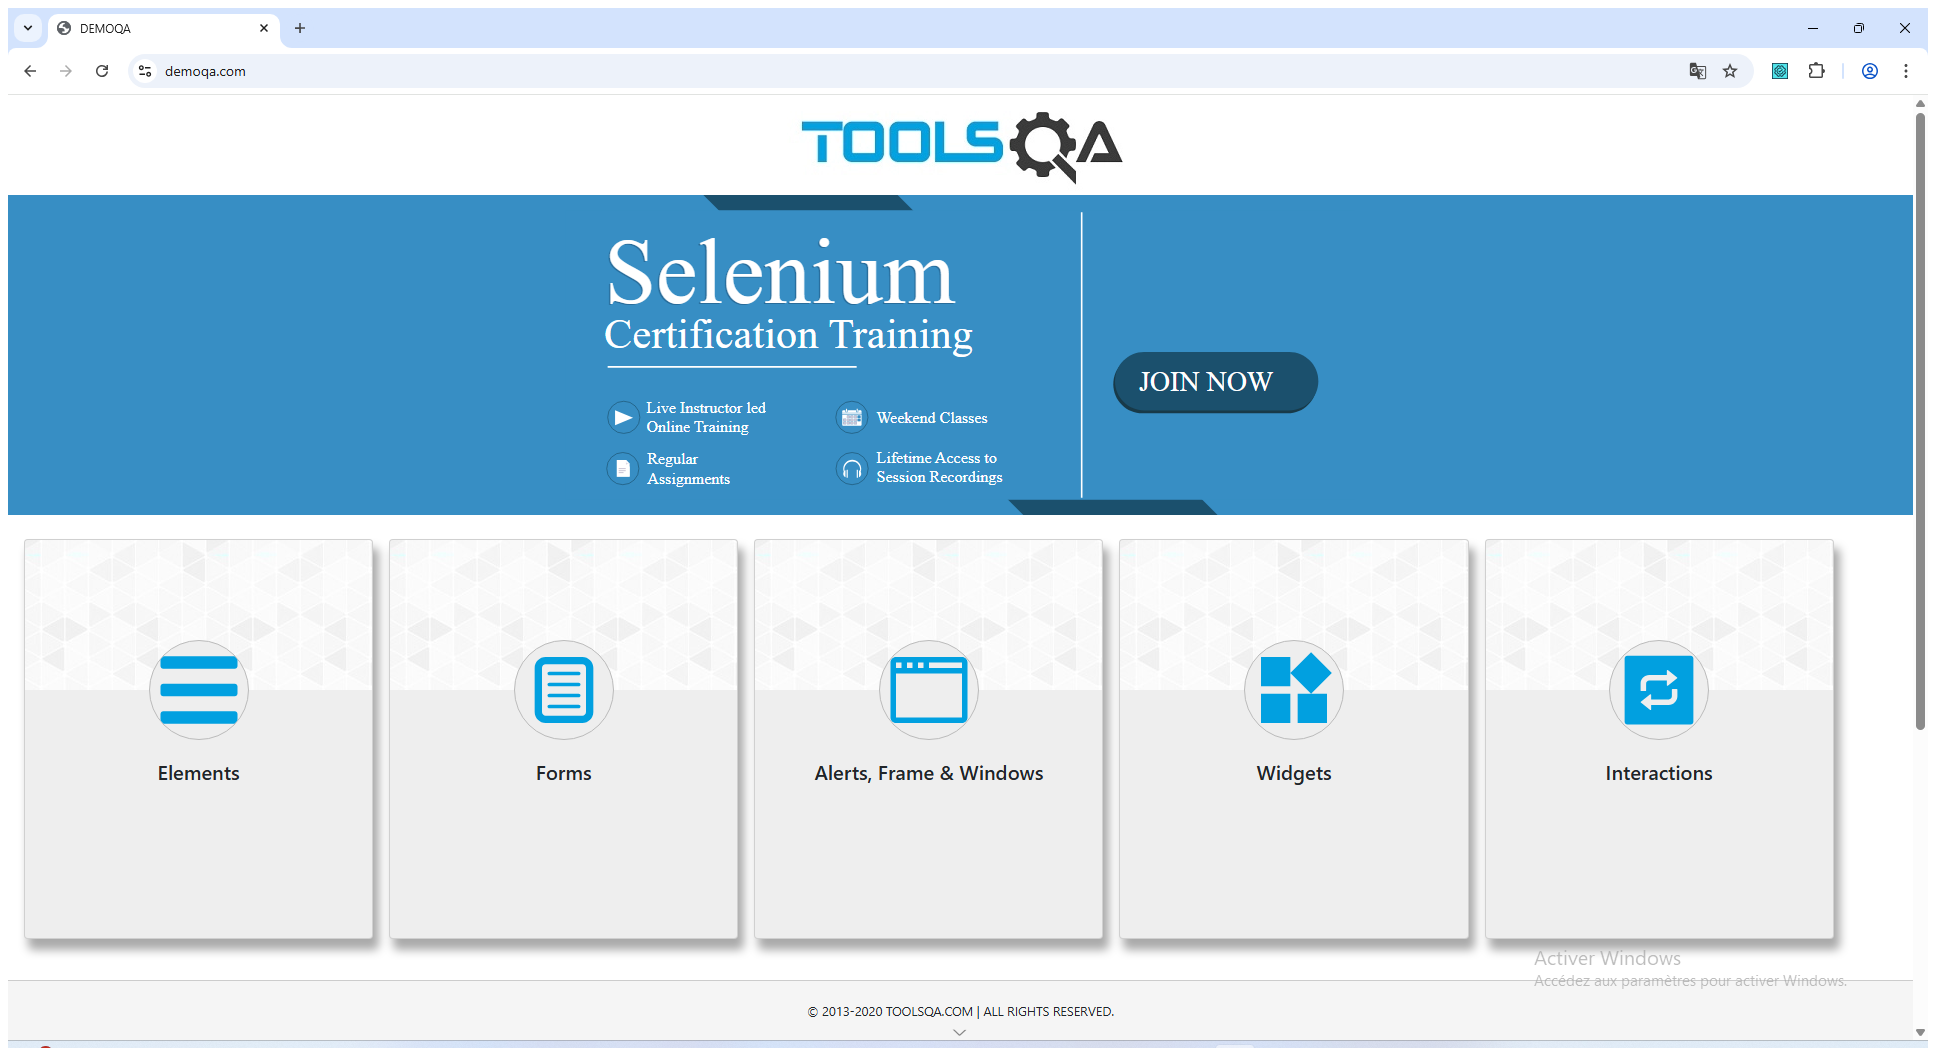 DEMOQA
demoqa.com
TOOLSQA
Selenium
Certification Training
Live Instructor led
Online Training
Weekend Classes
Regular
Assignments
Lifetime Access to
Session Recordings
JOIN NOW
Elements
Forms
Alerts, Frame & Windows
Widgets
Interactions
Activer Windows
Accédez aux paramètres pour activer Windows.
© 2013-2020 TOOLSQA.COM | ALL RIGHTS RESERVED.